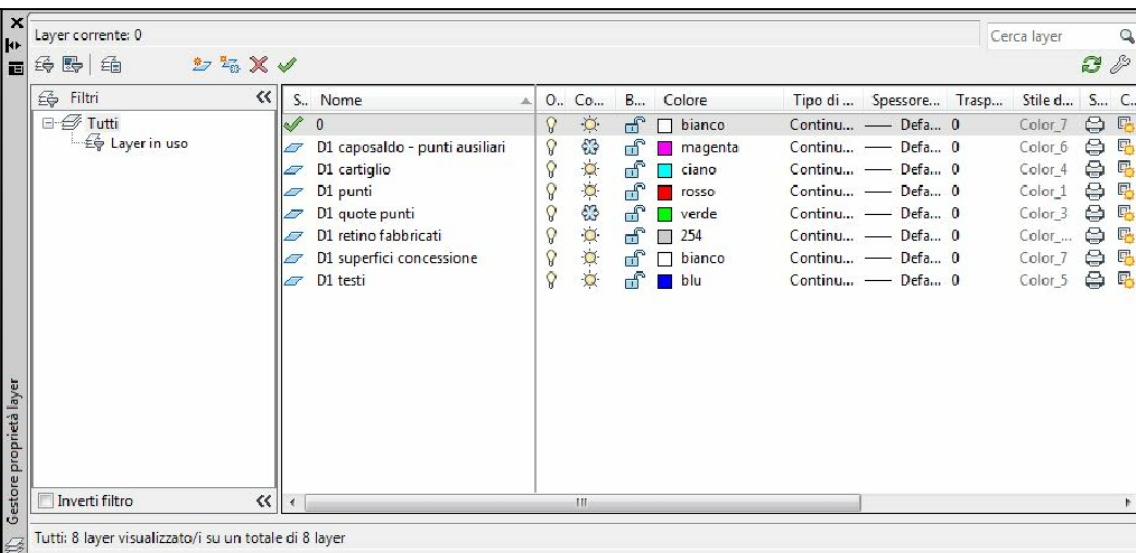 Layer corrente: 0
Cerca layer
Filtri
S.. Nome O.. Co... B... Colore Tipo di ... Spessore... Trasp... Stile d... S... C..
Tutti
Layer in uso
0 bianco Continu... Defa... 0 Color_7
D1 caposaldo - punti ausiliari magenta Continu... Defa... 0 Color_6
D1 cartiglio ciano Continu... Defa... 0 Color_4
D1 punti rosso Continu... Defa... 0 Color_1
D1 quote punti verde Continu... Defa... 0 Color_3
D1 retino fabbricati 254 Continu... Defa... 0 Color_...
D1 superfici concessione bianco Continu... Defa... 0 Color_7
D1 testi blu Continu... Defa... 0 Color_5
Inverti filtro
Gestore proprietà layer
Tutti: 8 layer visualizzato/i su un totale di 8 layer